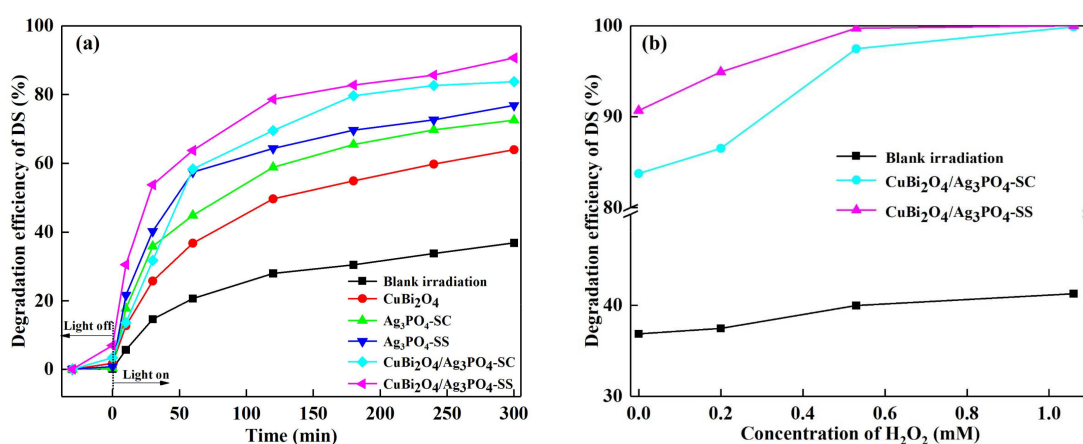 (a)
Degradation efficiency of DS (%)
100
80
60
40
20
0
Light off
Light on
Blank irradiation
CuBi₂O₄
Ag₃PO₄-SC
Ag₃PO₄-SS
CuBi₂O₄/Ag₃PO₄-SC
CuBi₂O₄/Ag₃PO₄-SS
0 50 100 150 200 250 300
Time (min)
(b)
Degradation efficiency of DS (%)
100
90
80
40
30
Blank irradiation
CuBi₂O₄/Ag₃PO₄-SC
CuBi₂O₄/Ag₃PO₄-SS
0.0 0.2 0.4 0.6 0.8 1.0
Concentration of H₂O₂ (mM)